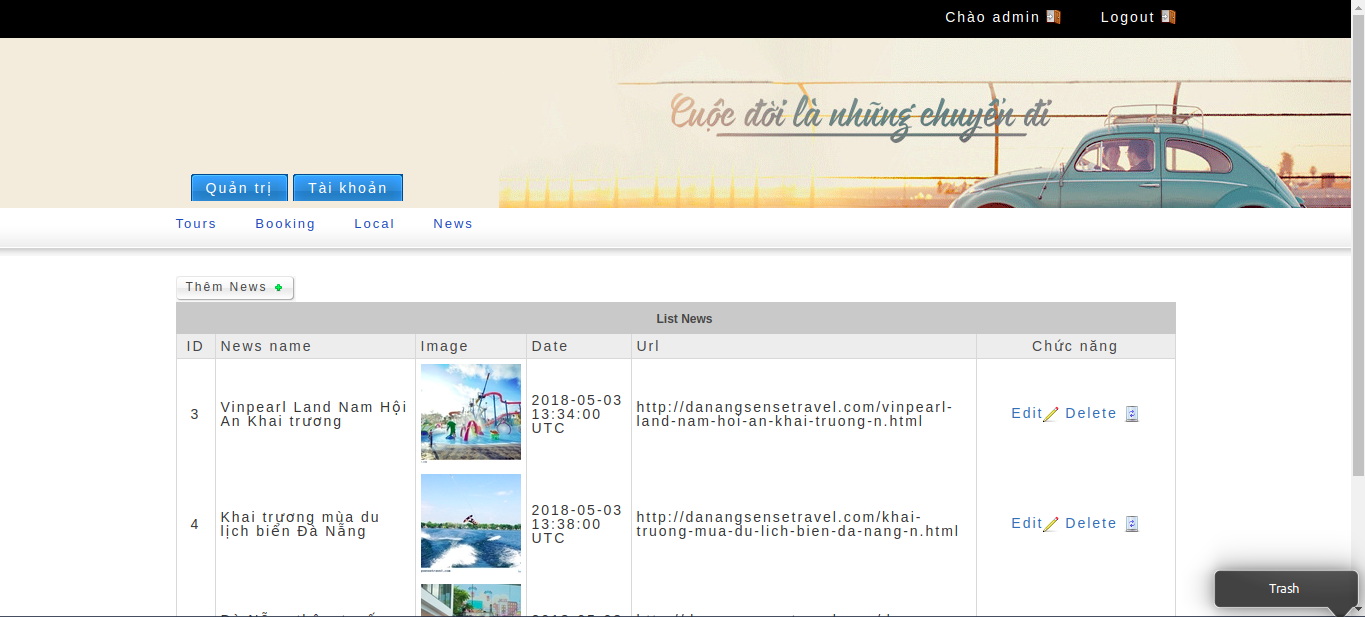 Chào admin Logout
Cuộc đời là những chuyến đi
Quản trị Tài khoản
Tours Booking Local News
Thêm News
List News
ID News name Image Date Url Chức năng
3
Vinpearl Land Nam Hội
An Khai trương
2018-05-03
13:34:00
UTC
http://danangsensetravel.com/vinpearl-
land-nam-hoi-an-khai-truong-n.html
Edit Delete
4
Khai trương mùa du
lịch biển Đà Nẵng
2018-05-03
13:38:00
UTC
http://danangsensetravel.com/khai-
truong-mua-du-lich-bien-da-nang-n.html
Edit Delete
Trash